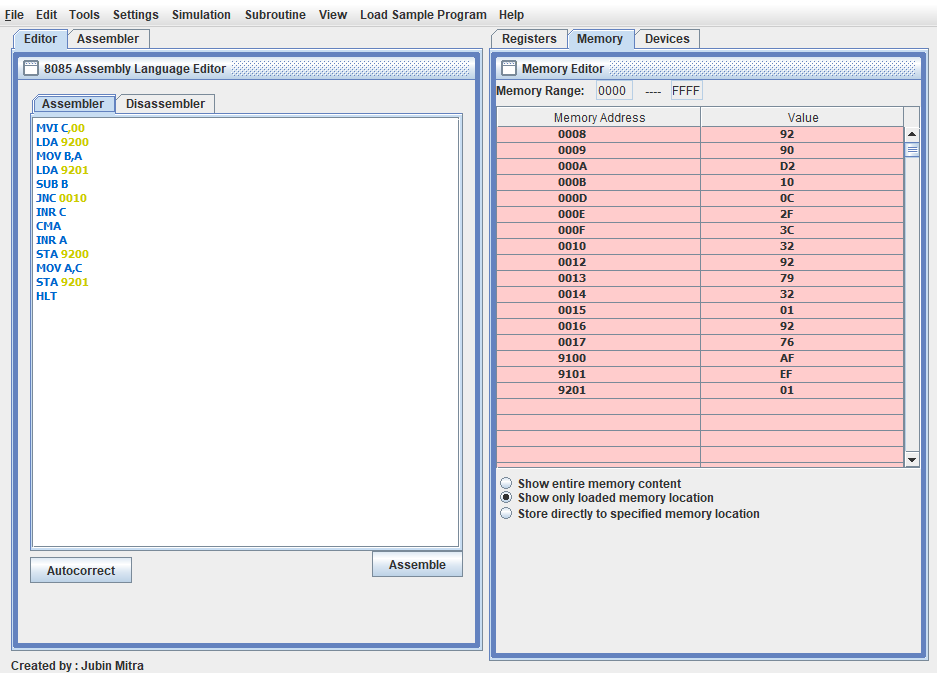 File Edit Tools Settings Simulation Subroutine View Load Sample Program Help
Editor Assembler
8085 Assembly Language Editor
Assembler Disassembler
MVI C,00
LDA 9200
MOV B,A
LDA 9201
SUB B
JNC 0010
INR C
CMA
INR A
STA 9200
MOV A,C
STA 9201
HLT
Autocorrect
Assemble
Registers Memory Devices
Memory Editor
Memory Range: 0000 ---- FFFF
Memory Address Value
0008 92
0009 90
000A D2
000B 10
000D 0C
000E 2F
000F 3C
0010 32
0012 92
0013 79
0014 32
0015 01
0016 92
0017 76
9100 AF
9101 EF
9201 01
Show entire memory content
Show only loaded memory location
Store directly to specified memory location
Created by : Jubin Mitra